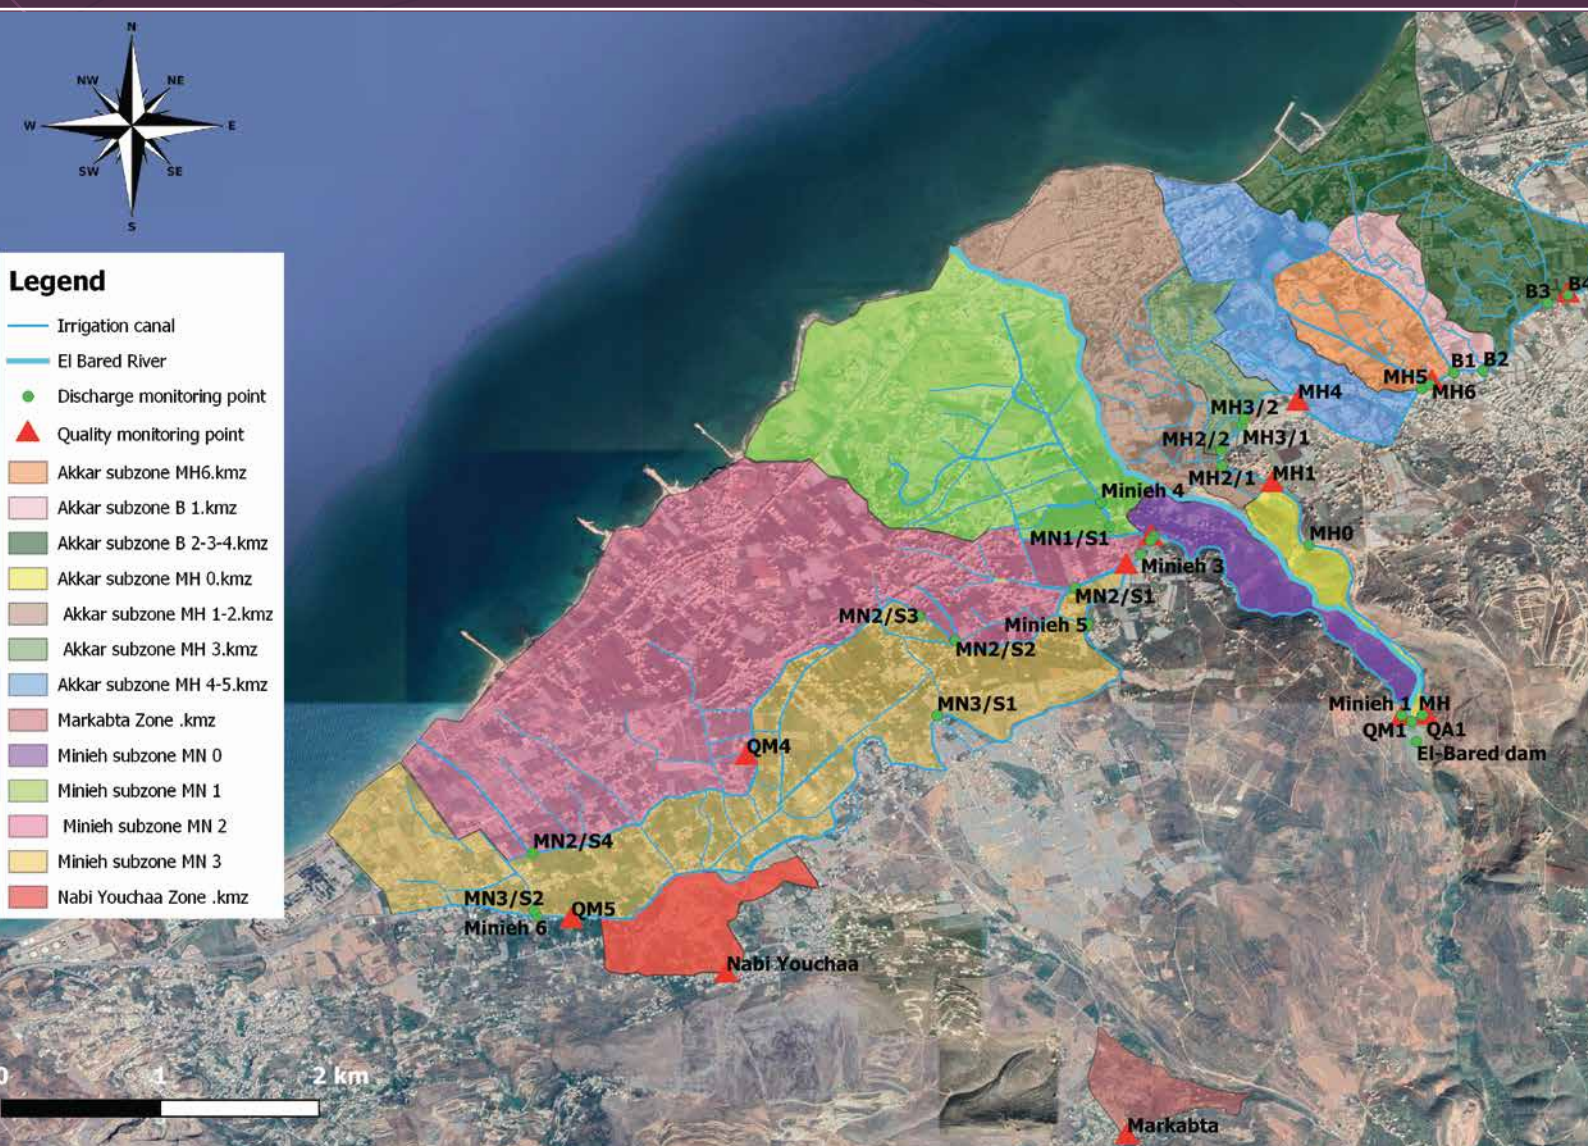 N
NW
NE
W
E
SW
SE
S
Legend
Irrigation canal
El Bared River
Discharge monitoring point
Quality monitoring point
Akkar subzone MH6.kmz
Akkar subzone B 1.kmz
Akkar subzone B 2-3-4.kmz
Akkar subzone MH 0.kmz
Akkar subzone MH 1-2.kmz
Akkar subzone MH 3.kmz
Akkar subzone MH 4-5.kmz
Markabta Zone .kmz
Minieh subzone MN 0
Minieh subzone MN 1
Minieh subzone MN 2
Minieh subzone MN 3
Nabi Youchaa Zone .kmz
0 1 2 km
B3
B4
B1
B2
MH5
MH6
MH4
MH3/2
MH2/2
MH3/1
MH2/1
MH1
Minieh 4
MH0
MN1/S1
Minieh 3
MN2/S1
MN2/S3
Minieh 5
MN2/S2
MN3/S1
Minieh 1
MH
QM1
QA1
El-Bared dam
QM4
MN2/S4
MN3/S2
QM5
Minieh 6
Nabi Youchaa
Markabta